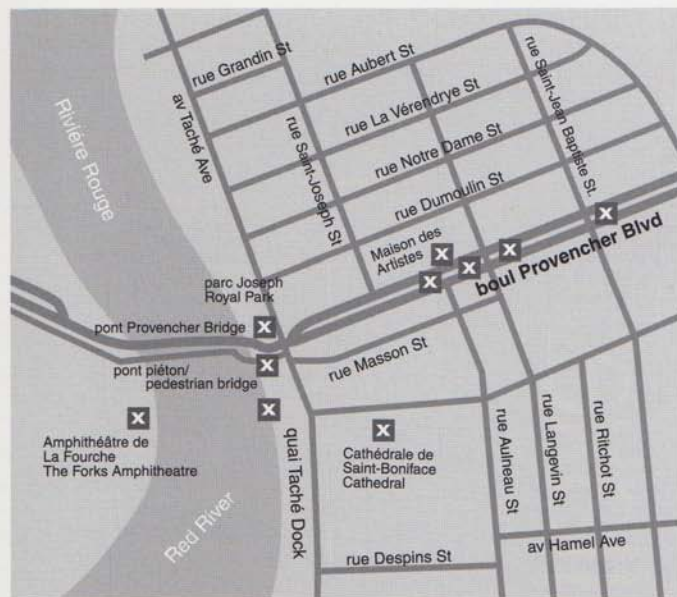 rue Grandin St
rue Aubert St
rue La Vérendrye St
rue Notre Dame St
rue Dumoulin St
rue Saint-Joseph St
rue Saint-Jean Baptiste St.
av Taché Ave
Rivière Rouge
Maison des
Artistes
boul Provencher Blvd
parc Joseph
Royal Park
pont Provencher Bridge
pont piéton/
pedestrian bridge
rue Masson St
Amphithéâtre de
La Fourche
The Forks Amphitheatre
quai Taché Dock
Cathédrale de
Saint-Boniface
Cathedral
rue Aulneau St
rue Langevin St
rue Ritchot St
Red River
rue Despins St
av Hamel Ave